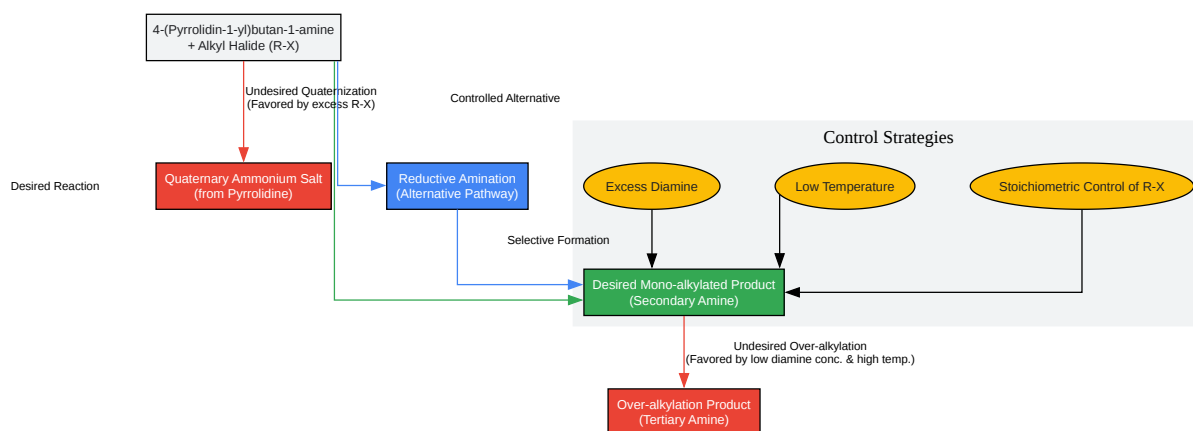 4-(Pyrrolidin-1-yl)butan-1-amine
+ Alkyl Halide (R-X)
Undesired Quaternization
(Favored by excess R-X)
Controlled Alternative
Control Strategies
Desired Reaction
Quaternary Ammonium Salt
(from Pyrrolidine)
Reductive Amination
(Alternative Pathway)
Excess Diamine
Low Temperature
Stoichiometric Control of R-X
Selective Formation
Desired Mono-alkylated Product
(Secondary Amine)
Undesired Over-alkylation
(Favored by low diamine conc. & high temp.)
Over-alkylation Product
(Tertiary Amine)